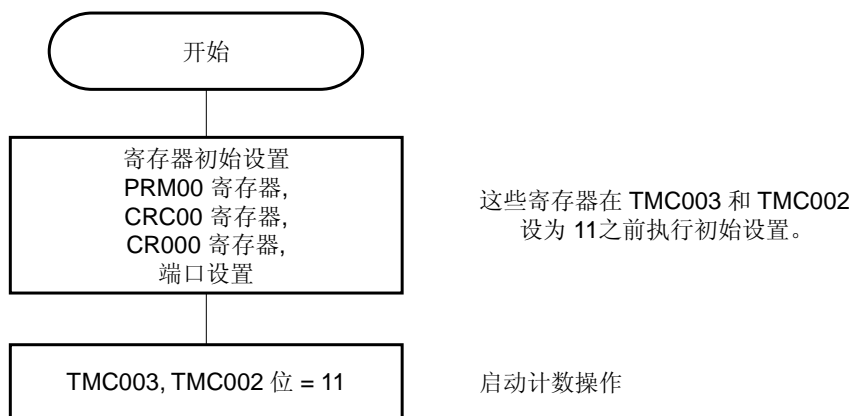 开始
寄存器初始设置
PRM00 寄存器,
CRC00 寄存器,
CR000 寄存器,
端口设置
这些寄存器在 TMC003 和 TMC002
设为 11之前执行初始设置。
TMC003, TMC002 位 = 11
启动计数操作